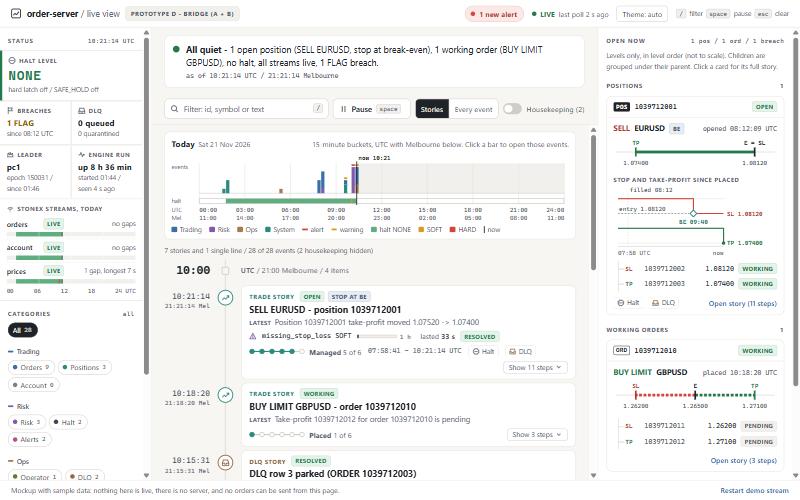 order-server / live view
PROTOTYPE D - BRIDGE (A + B)
1 new alert
LIVE last poll 2 s ago
Theme: auto
/ filter space pause esc clear
STATUS 10:21:14 UTC
HALT LEVEL
NONE
hard latch off / SAFE_HOLD off
BREACHES
1 FLAG
since 08:12 UTC
DLQ
0 queued
0 quarantined
LEADER
pc1
epoch 150031 /
since 01:46
ENGINE RUN
up 8 h 36 min
started 01:44 /
seen 4 s ago
STONEX STREAMS, TODAY
orders LIVE no gaps
account LIVE no gaps
prices LIVE 1 gap, longest 7 s
00 06 12 18 24 UTC
CATEGORIES all
All 28
Trading
Orders 9
Positions 3
Account 0
Risk
Risk 3
Halt 2
Alerts 2
Ops
Operator 1
DLQ 2
All quiet - 1 open position (SELL EURUSD, stop at break-even), 1 working order (BUY LIMIT
GBPUSD), no halt, all streams live, 1 FLAG breach.
as of 10:21:14 UTC / 21:21:14 Melbourne
Filter: id, symbol or text /
Pause space
Stories
Every event
Housekeeping (2)
Today Sat 21 Nov 2026
15 minute buckets, UTC with Melbourne below. Click a bar to open those events.
now 10:21
events
halt
UTC 00:00 03:00 06:00 09:00 12:00 15:00 18:00 21:00 24:00
Mel 11:00 14:00 17:00 20:00 23:00 02:00 05:00 08:00 11:00
Trading Risk Ops System alert warning halt NONE SOFT HARD now
7 stories and 1 single line / 28 of 28 events (2 housekeeping hidden)
10:00 UTC / 21:00 Melbourne / 4 items
10:21:14
21:21:14 Mel
TRADE STORY OPEN STOP AT BE
SELL EURUSD - position 1039712001
LATEST Position 1039712001 take-profit moved 1.07520 -> 1.07400
missing_stop_loss SOFT lasted 33 s RESOLVED
Managed 5 of 6 07:58:41 – 10:21:14 UTC Halt DLQ
Show 11 steps
10:18:20
21:18:20 Mel
TRADE STORY WORKING
BUY LIMIT GBPUSD - order 1039712010
LATEST Take-profit 1039712012 for order 1039712010 is pending
Placed 1 of 6
Show 3 steps
10:15:31
21:15:31 Mel
DLQ STORY RESOLVED
DLQ row 3 parked (ORDER 1039712003)
OPEN NOW 1 pos / 1 ord / 1 breach
Levels only, in level order (not to scale). Children are
grouped under their parent. Click a card for its full story.
POSITIONS 1
POS 1039712001 OPEN
SELL EURUSD BE opened 08:12:09 UTC
TP E = SL
1.07400 1.08120
STOP AND TAKE-PROFIT SINCE PLACED
filled 08:12
entry 1.08120
SL 1.08120
BE 09:40
TP 1.07400
07:58 UTC now
SL 1039712002 1.08120 WORKING
TP 1039712003 1.07400 WORKING
Halt DLQ
Open story (11 steps)
WORKING ORDERS 1
ORD 1039712010 WORKING
BUY LIMIT GBPUSD placed 10:18:20 UTC
SL E TP
1.26200 1.26500 1.27100
SL 1039712011 1.26200 PENDING
TP 1039712012 1.27100 PENDING
Open story (3 steps)
Mockup with sample data: nothing here is live, there is no server, and no orders can be sent from this page.
Restart demo stream